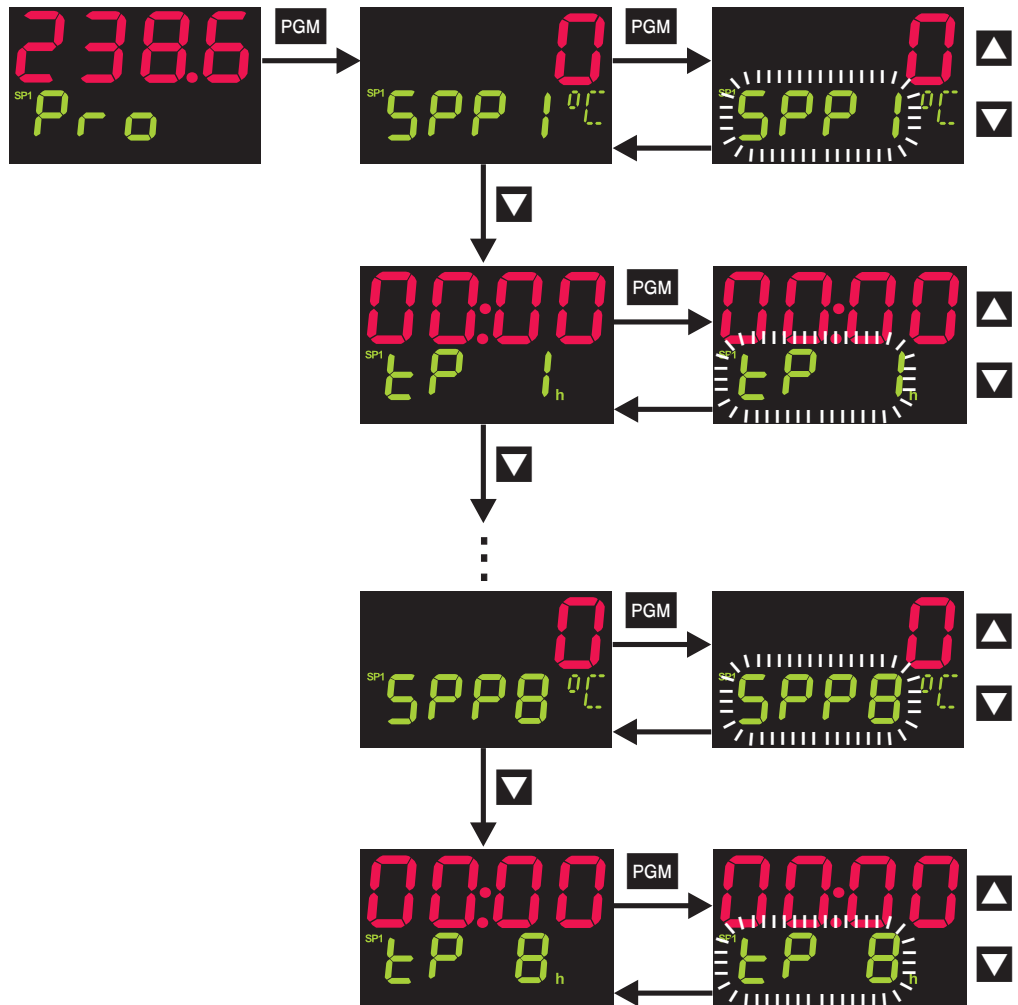 238.6 PGM 0 PGM 0
SP1 Pro SP1 SPP1 °C SP1 SPP1 °C
00:00 PGM 00:00
SP1 tP 1 h SP1 tP 1 h
0 PGM 0
SP1 SPP8 °C SP1 SPP8 °C
00:00 PGM 00:00
SP1 tP 8 h SP1 tP 8 h